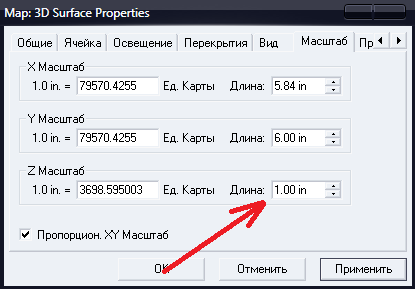 Map: 3D Surface Properties
Общие Ячейка Освещение Перекрытия Вид Масштаб Пр
X Масштаб
1.0 in. = 79570.4255 Ед. Карты Длина: 5.84 in
Y Масштаб
1.0 in. = 79570.4255 Ед. Карты Длина: 6.00 in
Z Масштаб
1.0 in. = 3698.595003 Ед. Карты Длина: 1.00 in
Пропорцион. XY Масштаб
OK Отменить Применить